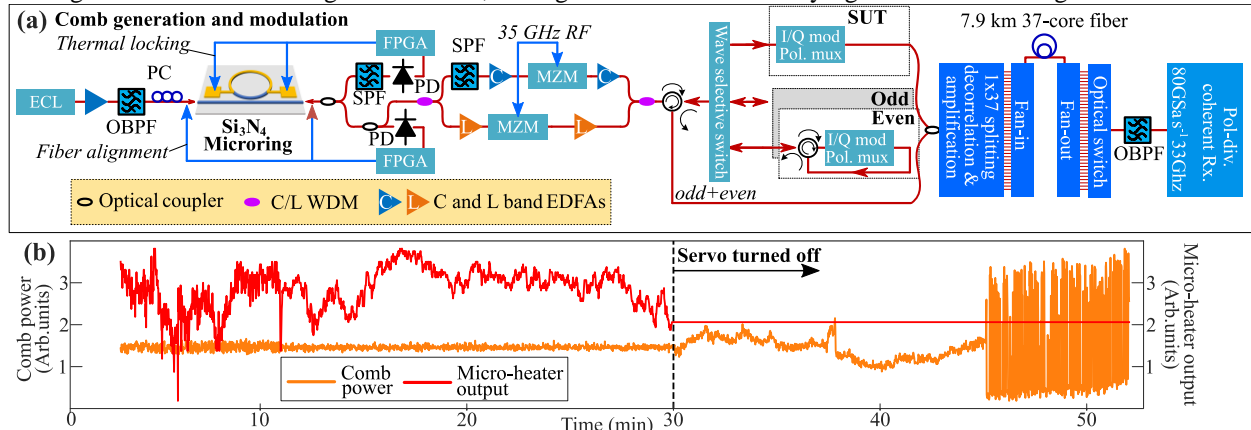 (a)
Comb generation and modulation
Thermal locking
PC
ECL
OBPF
Si3N4
Microring
Fiber alignment
FPGA
SPF
PD
PD
FPGA
SPF
35 GHz RF
C
MZM
C
L
MZM
L
Optical coupler
C/L WDM
C
L
C and L band EDFAs
Wave selective switch
SUT
I/Q mod
Pol. mux
Odd
Even
I/Q mod
Pol. mux
odd+even
1x37 splitting
decorrelation &
amplification
Fan-in
7.9 km 37-core fiber
Fan-out
Optical switch
OBPF
80GSa.s-1 33Ghz
coherent Rx.
Pol-div.
(b)
Servo turned off
Comb power
(Arb.units)
3
2
1
Comb
power
Micro-heater
output
0
10
20
30
40
50
Time (min)
3
2
1
Micro-heater output
(Arb.units)